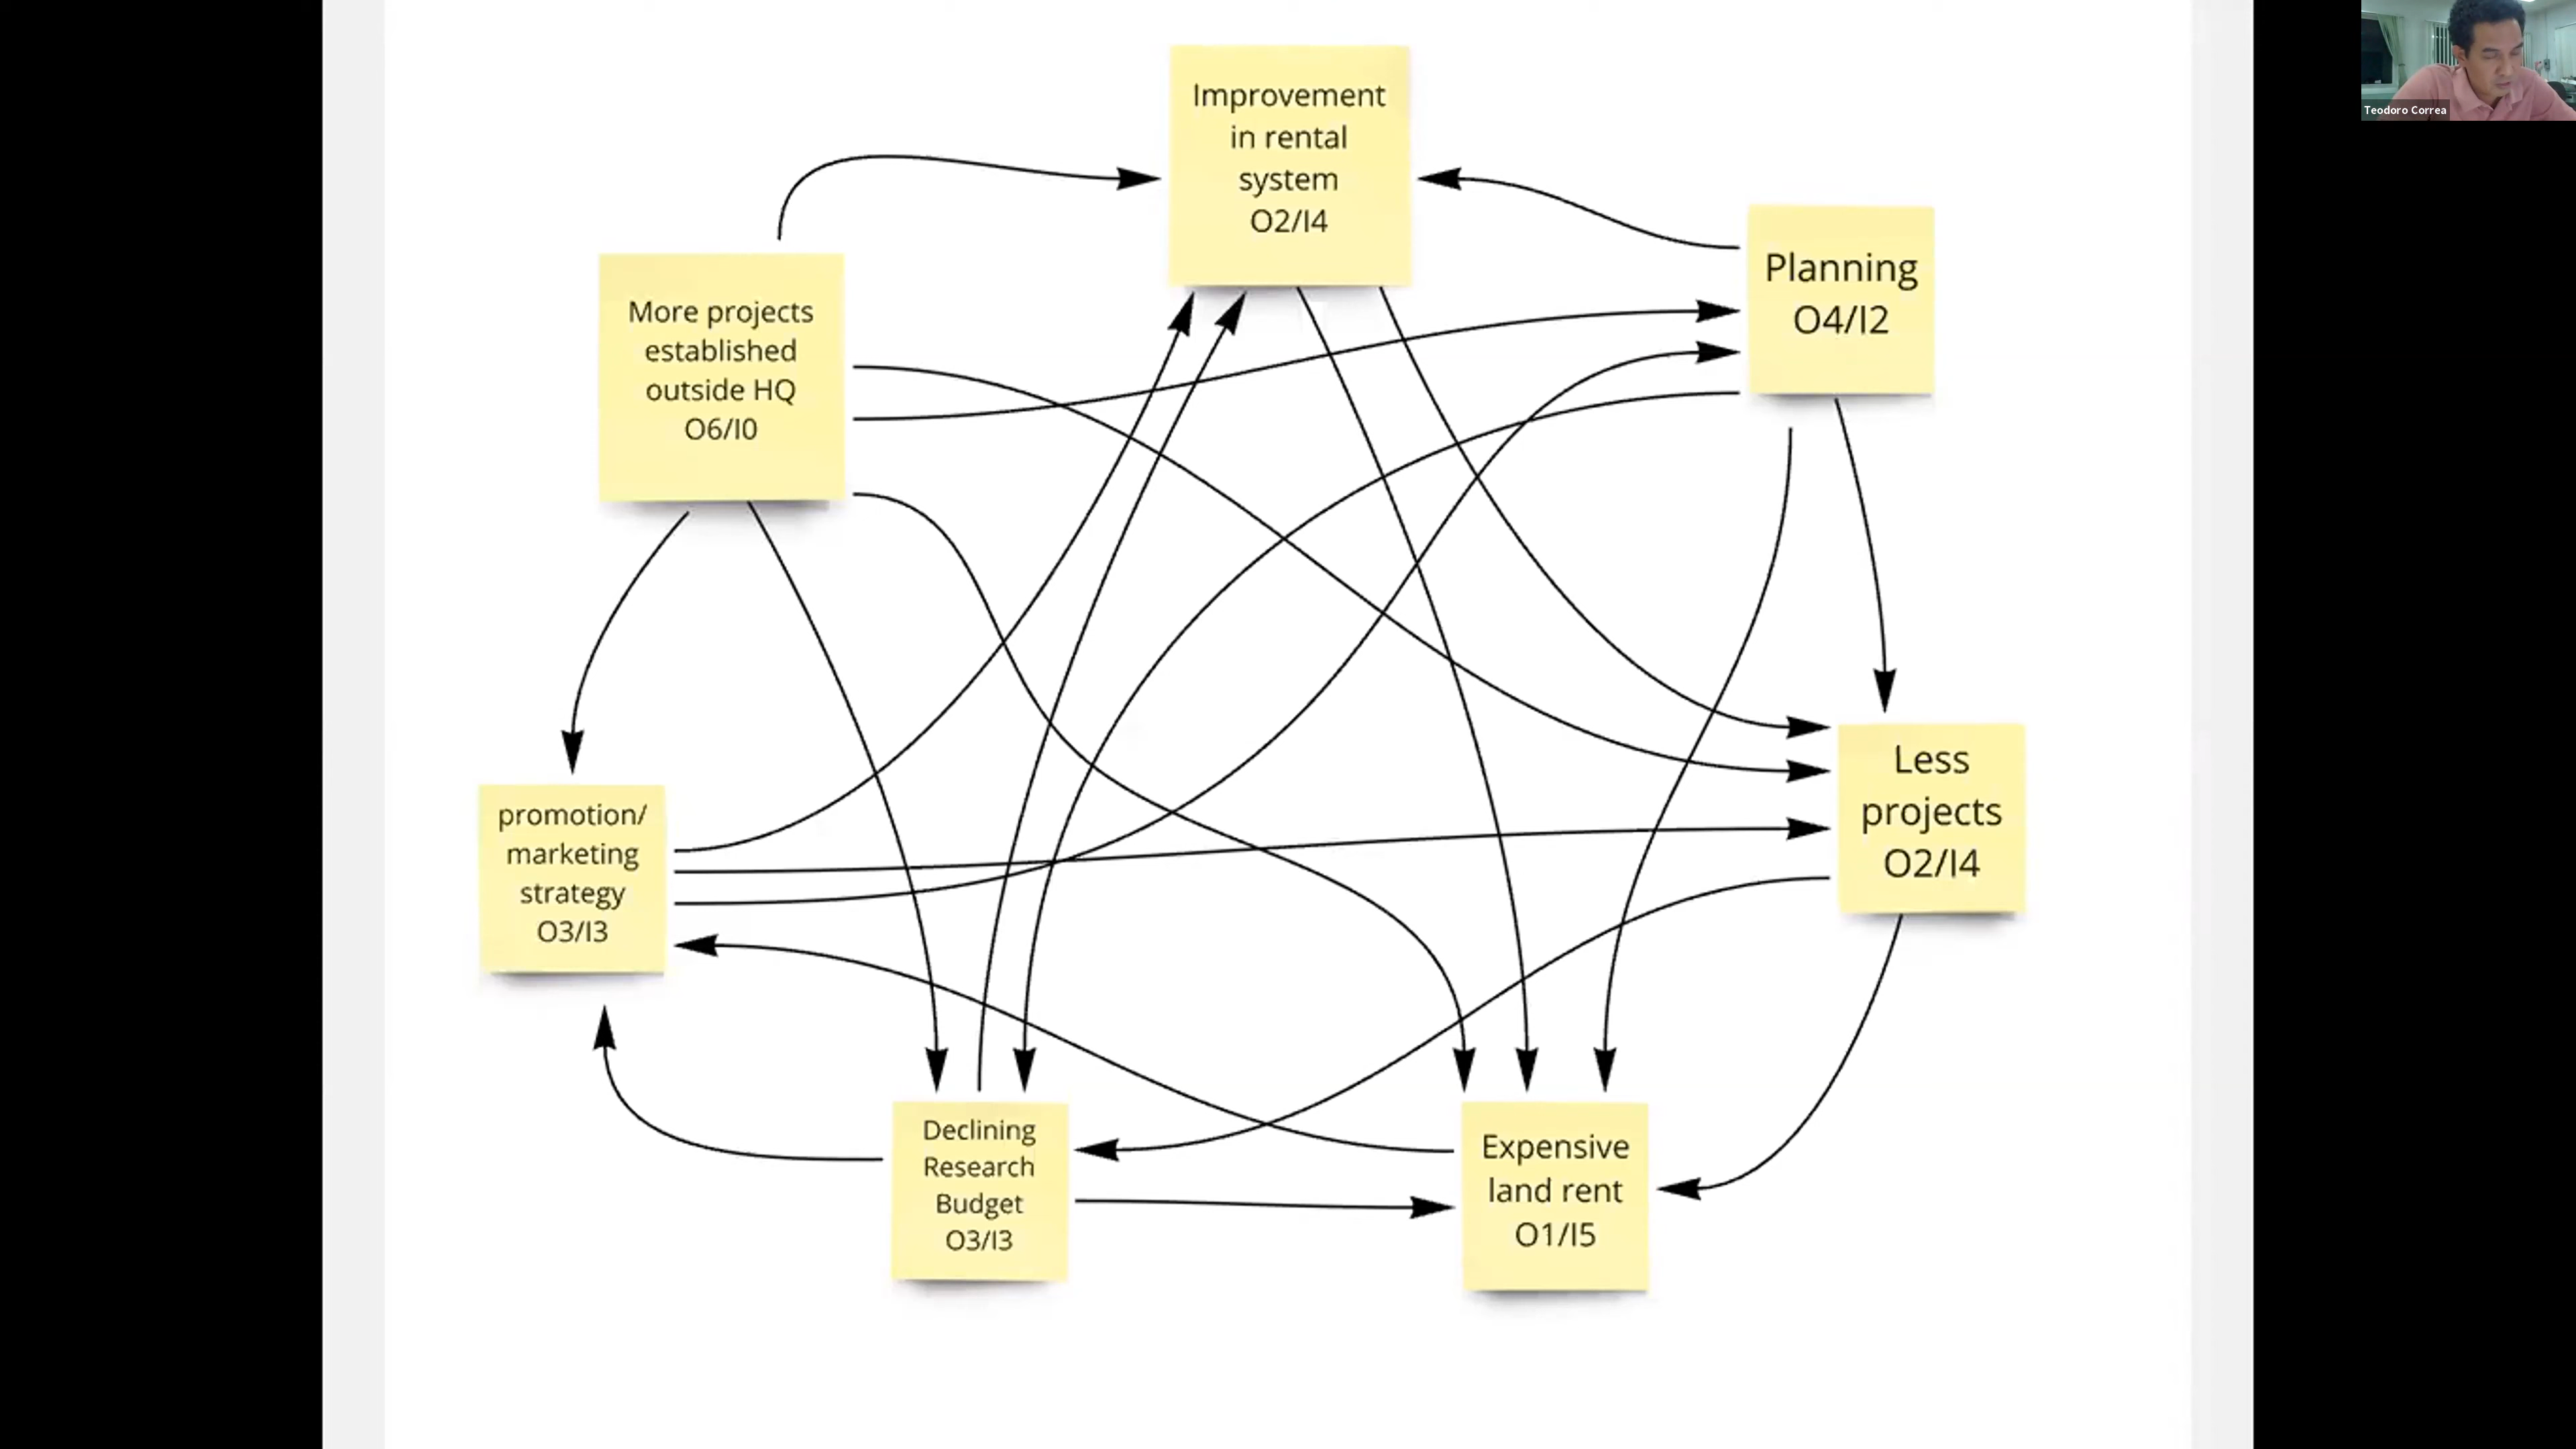 Improvement
in rental
system
O2/I4
Planning
O4/I2
More projects
established
outside HQ
O6/I0
Less
projects
O2/I4
promotion/
marketing
strategy
O3/I3
Declining
Research
Budget
O3/I3
Expensive
land rent
O1/I5
Teodoro Correa